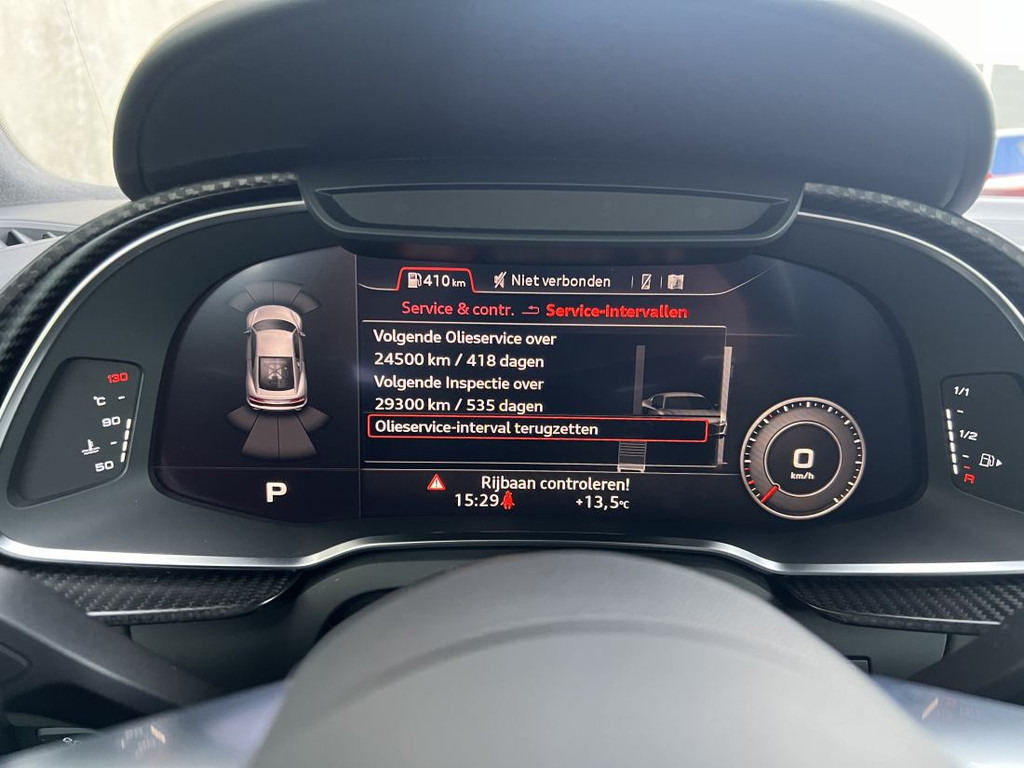 410 km Niet verbonden
Service & contr. Service-intervallen
Volgende Olieservice over
24500 km / 418 dagen
Volgende Inspectie over
29300 km / 535 dagen
Olieservice-interval terugzetten
Rijbaan controleren!
15:29 +13,5°C
P
130
°C
90
50
0
km/h
1/1
1/2
R